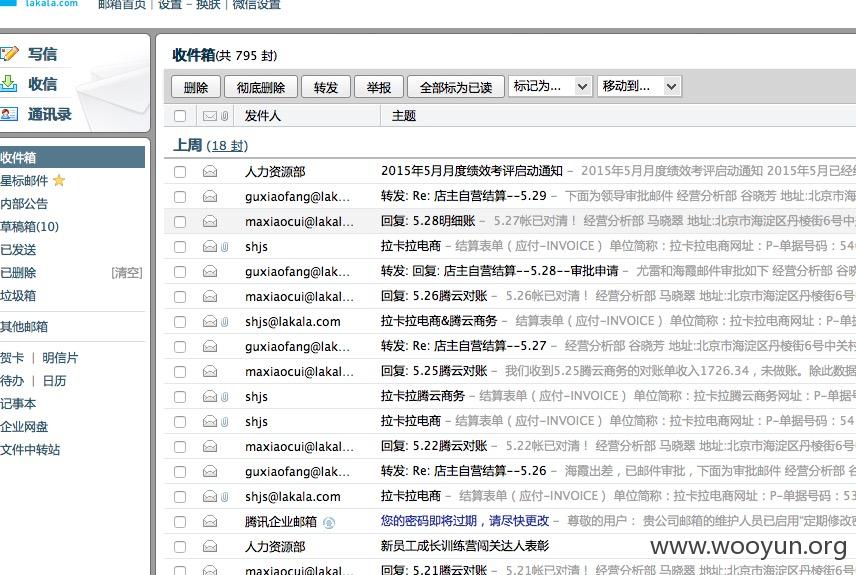 lakala.com 邮箱首页 | 设置 - 换肤 | 微信设置
写信
收信
通讯录
收件箱
星标邮件
内部公告
草稿箱(10)
已发送
已删除 [清空]
垃圾箱
其他邮箱
贺卡 | 明信片
待办 | 日历
记事本
企业网盘
文件中转站
收件箱(共 795 封)
删除 彻底删除 转发 举报 全部标为已读 标记为... 移动到...
发件人 主题
上周 (18 封)
人力资源部 2015年5月月度绩效考评启动通知 – 2015年5月月度绩效考评启动通知 2015年5月已经
guxiaofang@lak... 转发: Re: 店主自营结算--5.29 – 下面为领导审批邮件 经营分析部 谷晓芳 地址:北京市海
maxiaocui@lakal... 回复: 5.28明细账 – 5.27帐已对清！ 经营分析部 马晓翠 地址:北京市海淀区丹棱街6号中
shjs 拉卡拉电商 – 结算表单（应付-INVOICE ） 单位简称：拉卡拉电商网址：P-单据号码：54
guxiaofang@lak... 转发: 回复: 店主自营结算--5.28--审批申请 – 尤雷和海霞邮件审批如下 经营分析部 谷晓
maxiaocui@lakal... 回复: 5.26腾云对账 – 5.26帐已对清！ 经营分析部 马晓翠 地址:北京市海淀区丹棱街6号
shjs@lakala.com 拉卡拉电商&腾云商务 – 结算表单（应付-INVOICE ） 单位简称：拉卡拉电商网址：P-单
guxiaofang@lak... 转发: Re: 店主自营结算--5.27 – 经营分析部 谷晓芳 地址:北京市海淀区丹棱街6号中关村
maxiaocui@lakal... 回复: 5.25腾云对账 – 我们收到5.25腾云商务的对账单收入1726.34，未做账。除此数据
shjs 拉卡拉腾云商务 – 结算表单（应付-INVOICE ） 单位简称：拉卡拉腾云商务网址：P-单据
shjs 拉卡拉电商 – 结算表单（应付-INVOICE ） 单位简称：拉卡拉电商网址：P-单据号码：54
maxiaocui@lakal... 回复: 5.22腾云对账 – 5.22帐已对清！ 经营分析部 马晓翠 地址:北京市海淀区丹棱街6号
guxiaofang@lak... 转发: Re: 店主自营结算--5.26 – 海霞出差，已邮件审批，下面为审批邮件 经营分析部 谷
shjs@lakala.com 拉卡拉电商 – 结算表单（应付-INVOICE ） 单位简称：拉卡拉电商网址：P-单据号码：53
腾讯企业邮箱 您的密码即将过期，请尽快更改 – 尊敬的用户： 贵公司邮箱的维护人员已启用"定期修改密
人力资源部 新员工成长训练营闯关达人表彰
maxiaocui@lakal... 回复: 5.21腾云对账 – 5.21帐已对清！ 经营分析部 马晓翠 地址:北京市海淀区丹棱街6号
www.wooyun.org